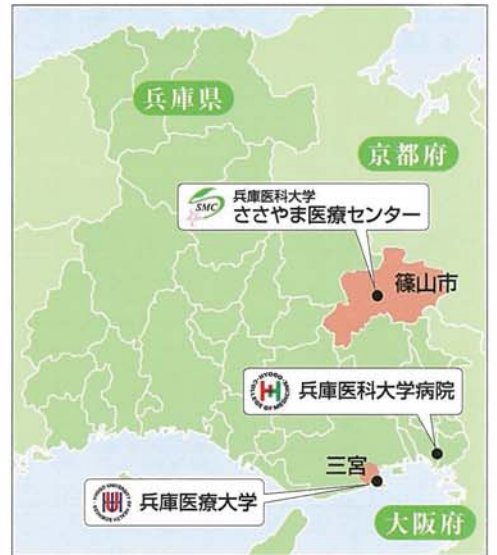 兵庫県
京都府
SMC
兵庫医科大学
ささやま医療センター
篠山市
兵庫医科大学病院
三宮
兵庫医療大学
大阪府